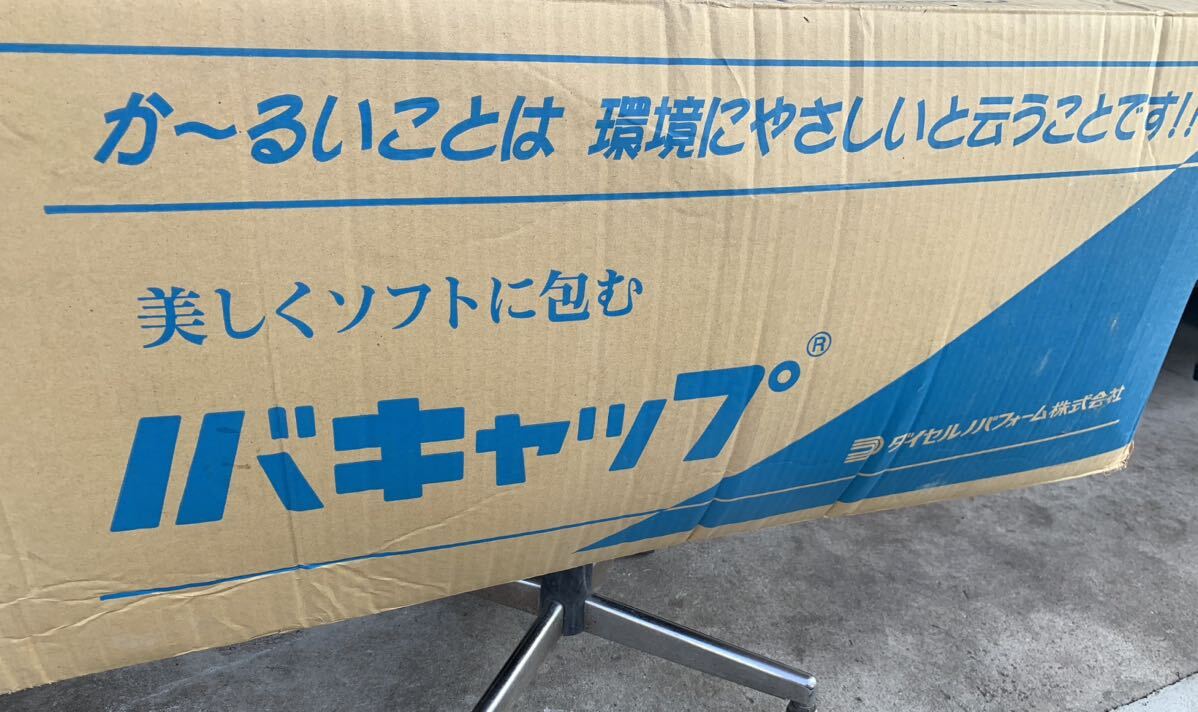 か〜るいことは 環境にやさしいと云うことです!!
美しくソフトに包む
ノバキャップ®
ダイセルノバフォーム株式会社